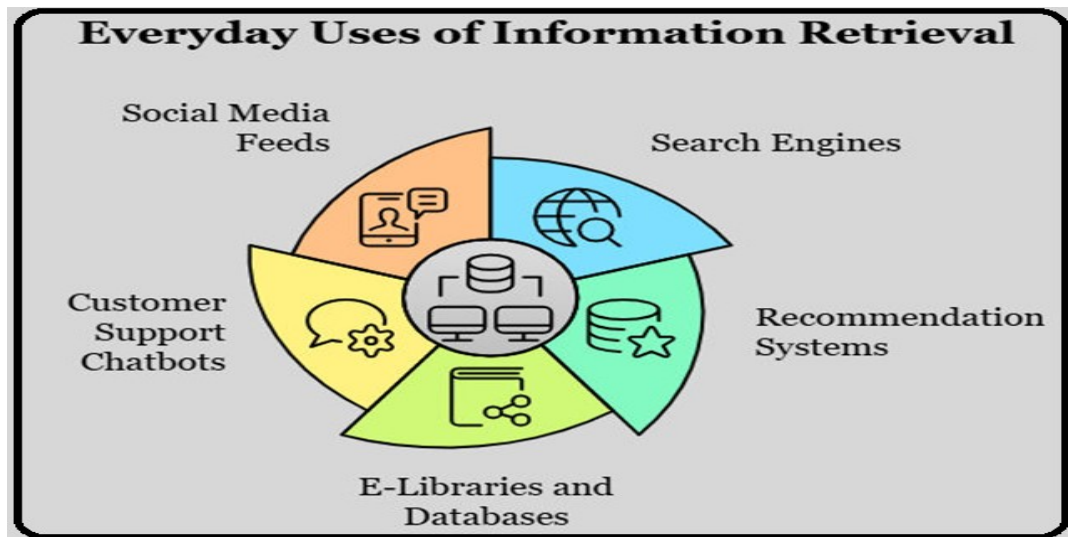 Everyday Uses of Information Retrieval
Social Media
Feeds
Search Engines
Customer
Support
Chatbots
Recommendation
Systems
E-Libraries and
Databases